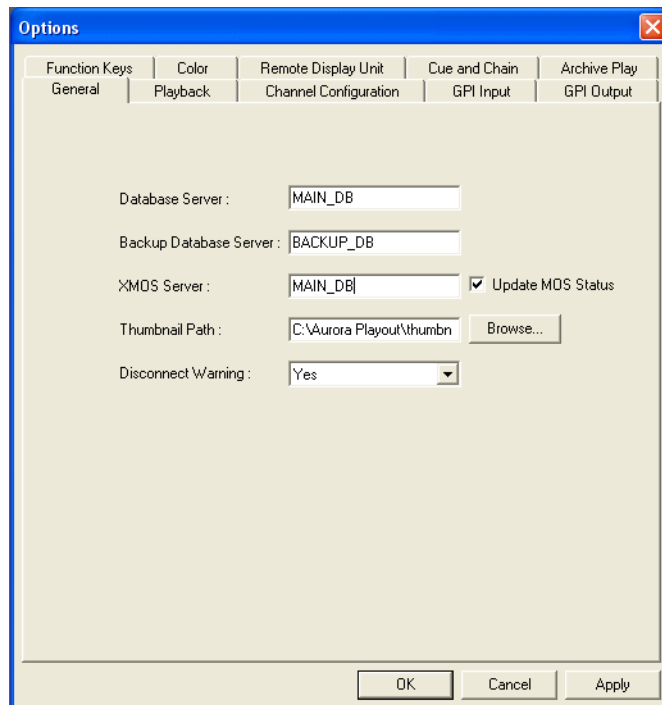 Options
Function Keys Color Remote Display Unit Cue and Chain Archive Play
General Playback Channel Configuration GPI Input GPI Output
Database Server : MAIN_DB
Backup Database Server : BACKUP_DB
XMOS Server : MAIN_DB Update MOS Status
Thumbnail Path : C:\Aurora Playout\thumbn Browse...
Disconnect Warning : Yes
OK Cancel Apply